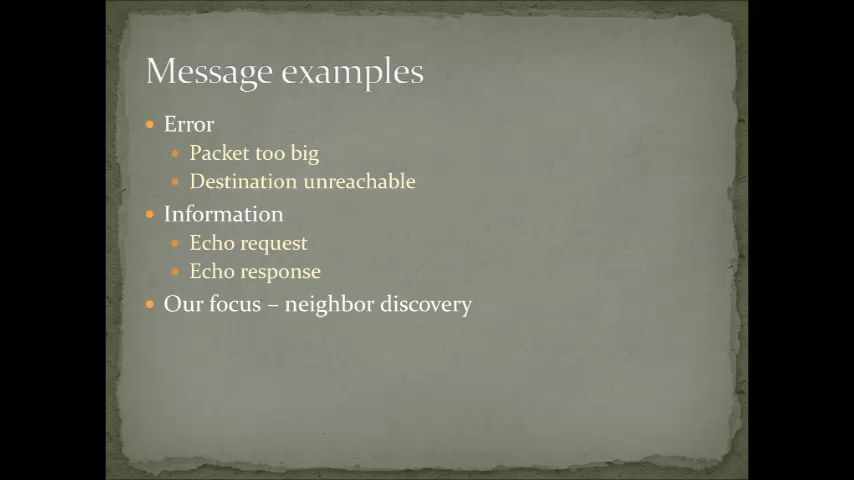 Message examples
Error
Packet too big
Destination unreachable
Information
Echo request
Echo response
Our focus – neighbor discovery